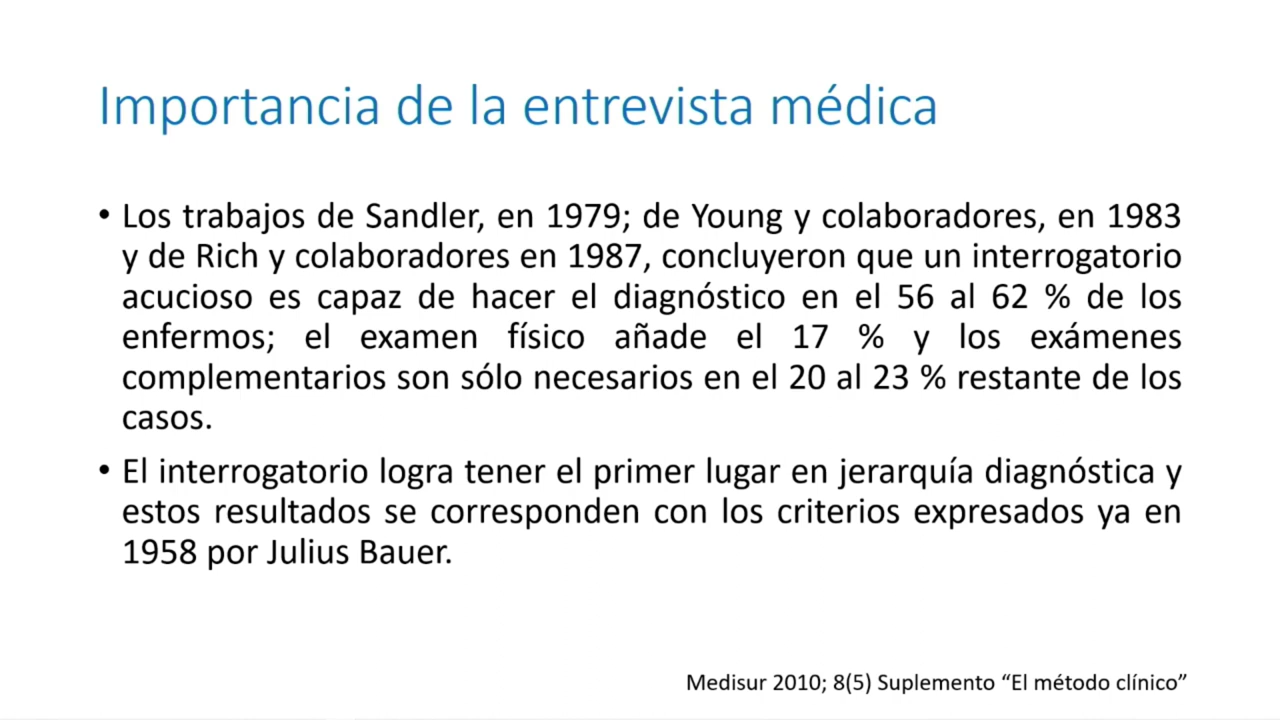 Importancia de la entrevista médica
• Los trabajos de Sandler, en 1979; de Young y colaboradores, en 1983
y de Rich y colaboradores en 1987, concluyeron que un interrogatorio
acucioso es capaz de hacer el diagnóstico en el 56 al 62 % de los
enfermos; el examen físico añade el 17 % y los exámenes
complementarios son sólo necesarios en el 20 al 23 % restante de los
casos.
• El interrogatorio logra tener el primer lugar en jerarquía diagnóstica y
estos resultados se corresponden con los criterios expresados ya en
1958 por Julius Bauer.
Medisur 2010; 8(5) Suplemento “El método clínico”